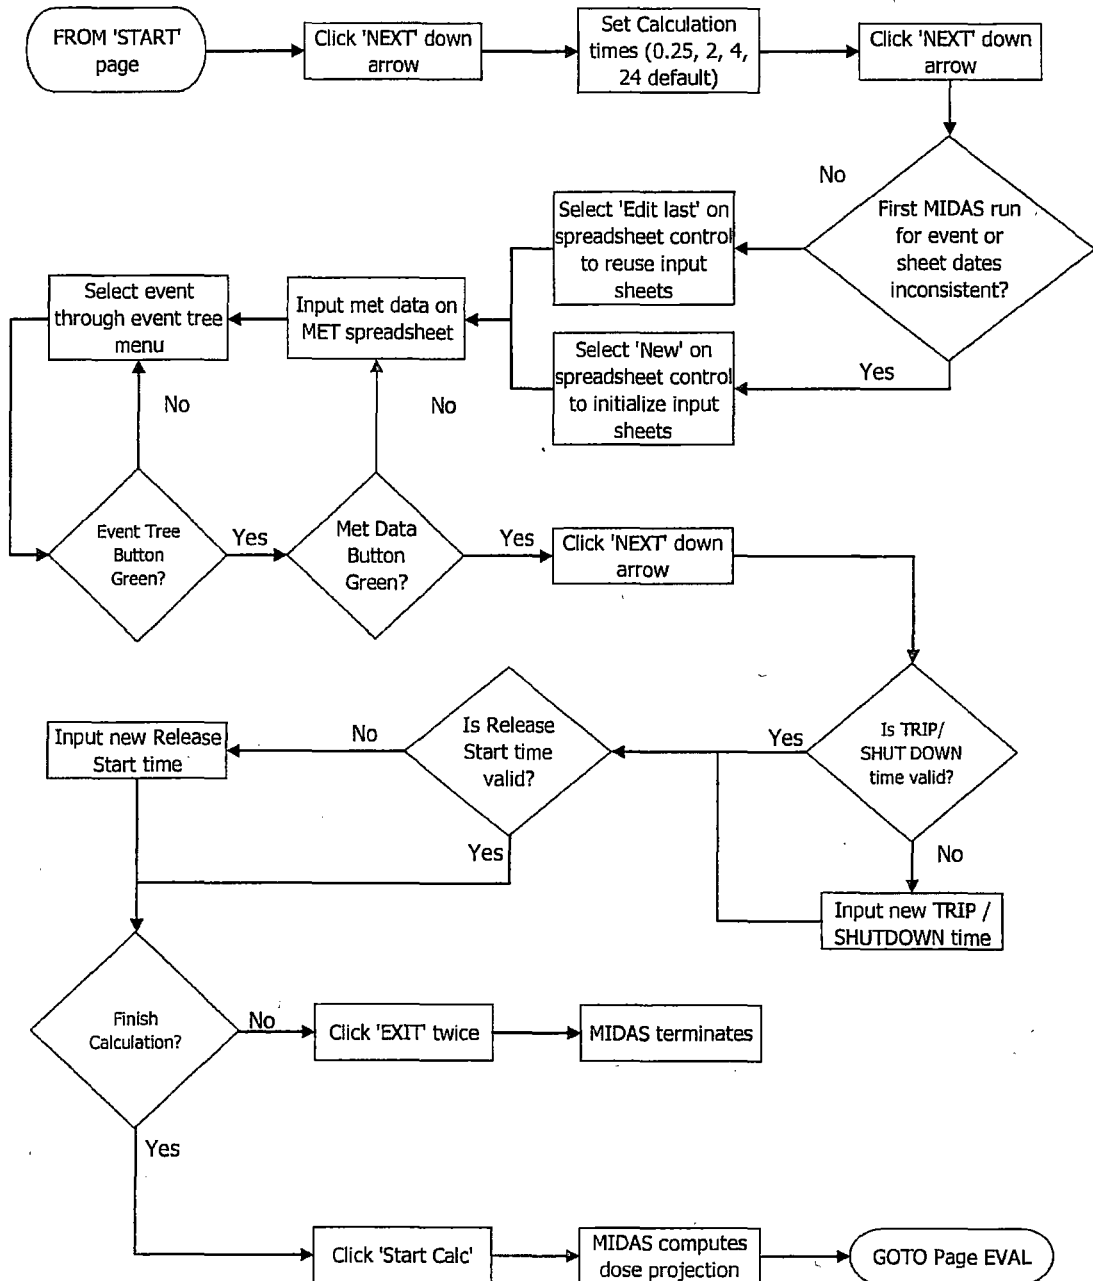 FROM 'START'
page
Click 'NEXT' down
arrow
Set Calculation
times (0.25, 2, 4,
24 default)
Click 'NEXT' down
arrow
First MIDAS run
for event or
sheet dates
inconsistent?
No
Yes
Select 'Edit last' on
spreadsheet control
to reuse input
sheets
Select 'New' on
spreadsheet control
to initialize input
sheets
Input met data on
MET spreadsheet
Select event
through event tree
menu
No
No
Event Tree
Button
Green?
Yes
Met Data
Button
Green?
Yes
Click 'NEXT' down
arrow
Is TRIP/
SHUT DOWN
time valid?
Yes
No
Input new TRIP /
SHUTDOWN time
Is Release
Start time
valid?
No
Yes
Input new Release
Start time
Finish
Calculation?
No
Click 'EXIT' twice
MIDAS terminates
Yes
Click 'Start Calc'
MIDAS computes
dose projection
GOTO Page EVAL